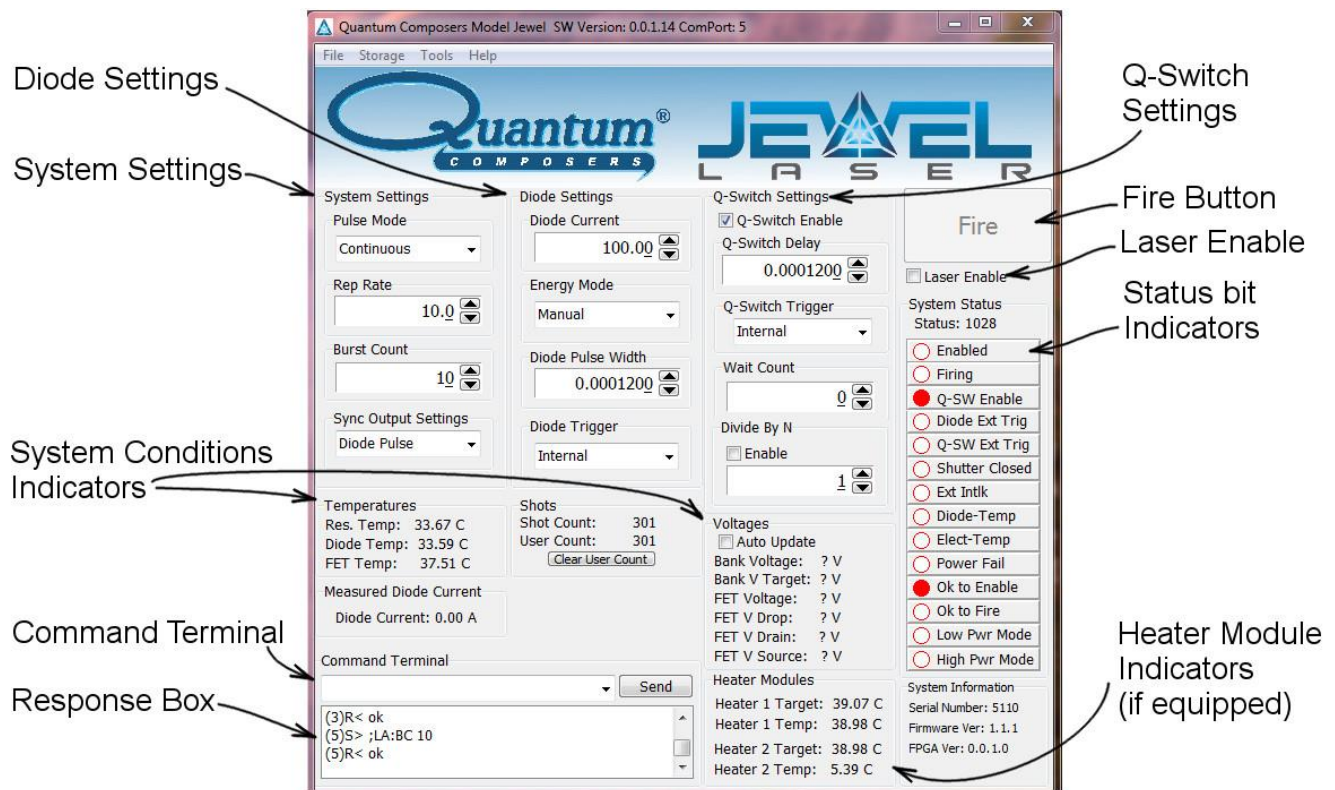 Quantum Composers Model Jewel SW Version: 0.0.1.14 ComPort: 5
File Storage Tools Help
Quantum®
COMPOSERS
JEWEL
LASER
Diode Settings
System Settings
Q-Switch
Settings
Fire Button
Laser Enable
Status bit
Indicators
System Conditions
Indicators
Command Terminal
Response Box
Heater Module
Indicators
(if equipped)
System Settings
Pulse Mode
Continuous
Rep Rate
10.0
Burst Count
10
Sync Output Settings
Diode Pulse
Diode Settings
Diode Current
100.00
Energy Mode
Manual
Diode Pulse Width
0.0001200
Diode Trigger
Internal
Q-Switch Settings
Q-Switch Enable
Q-Switch Delay
0.0001200
Q-Switch Trigger
Internal
Wait Count
0
Divide By N
Enable
1
Fire
Laser Enable
System Status
Status: 1028
Enabled
Firing
Q-SW Enable
Diode Ext Trig
Q-SW Ext Trig
Shutter Closed
Ext Intlk
Diode-Temp
Elect-Temp
Power Fail
Ok to Enable
Ok to Fire
Low Pwr Mode
High Pwr Mode
Temperatures
Res. Temp: 33.67 C
Diode Temp: 33.59 C
FET Temp: 37.51 C
Shots
Shot Count: 301
User Count: 301
Clear User Count
Measured Diode Current
Diode Current: 0.00 A
Voltages
Auto Update
Bank Voltage: ? V
Bank V Target: ? V
FET Voltage: ? V
FET V Drop: ? V
FET V Drain: ? V
FET V Source: ? V
Command Terminal
Send
(3)R< ok
(5)S> ;LA:BC 10
(5)R< ok
Heater Modules
Heater 1 Target: 39.07 C
Heater 1 Temp: 38.98 C
Heater 2 Target: 38.98 C
Heater 2 Temp: 5.39 C
System Information
Serial Number: 5110
Firmware Ver: 1.1.1
FPGA Ver: 0.0.1.0